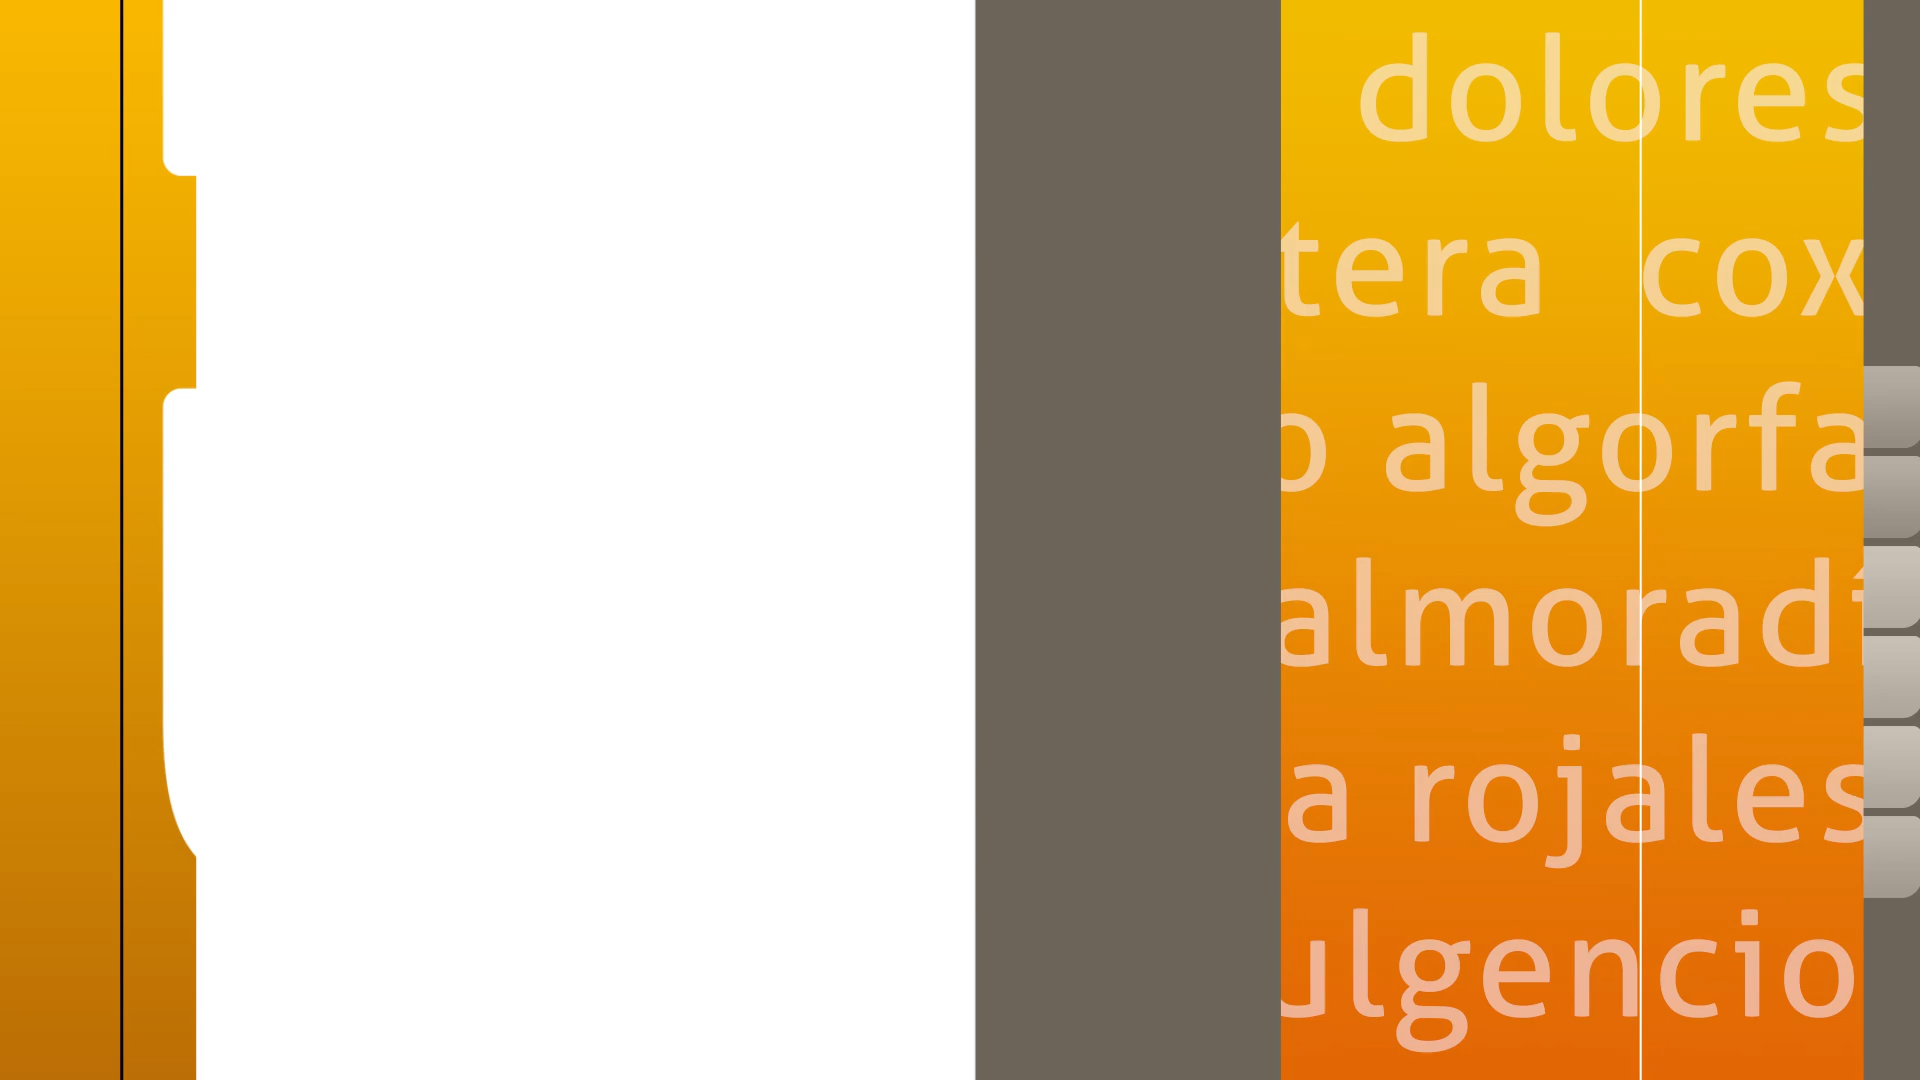 dolores
tera cox
o algorfa
almoradí
a rojales
ulgencio